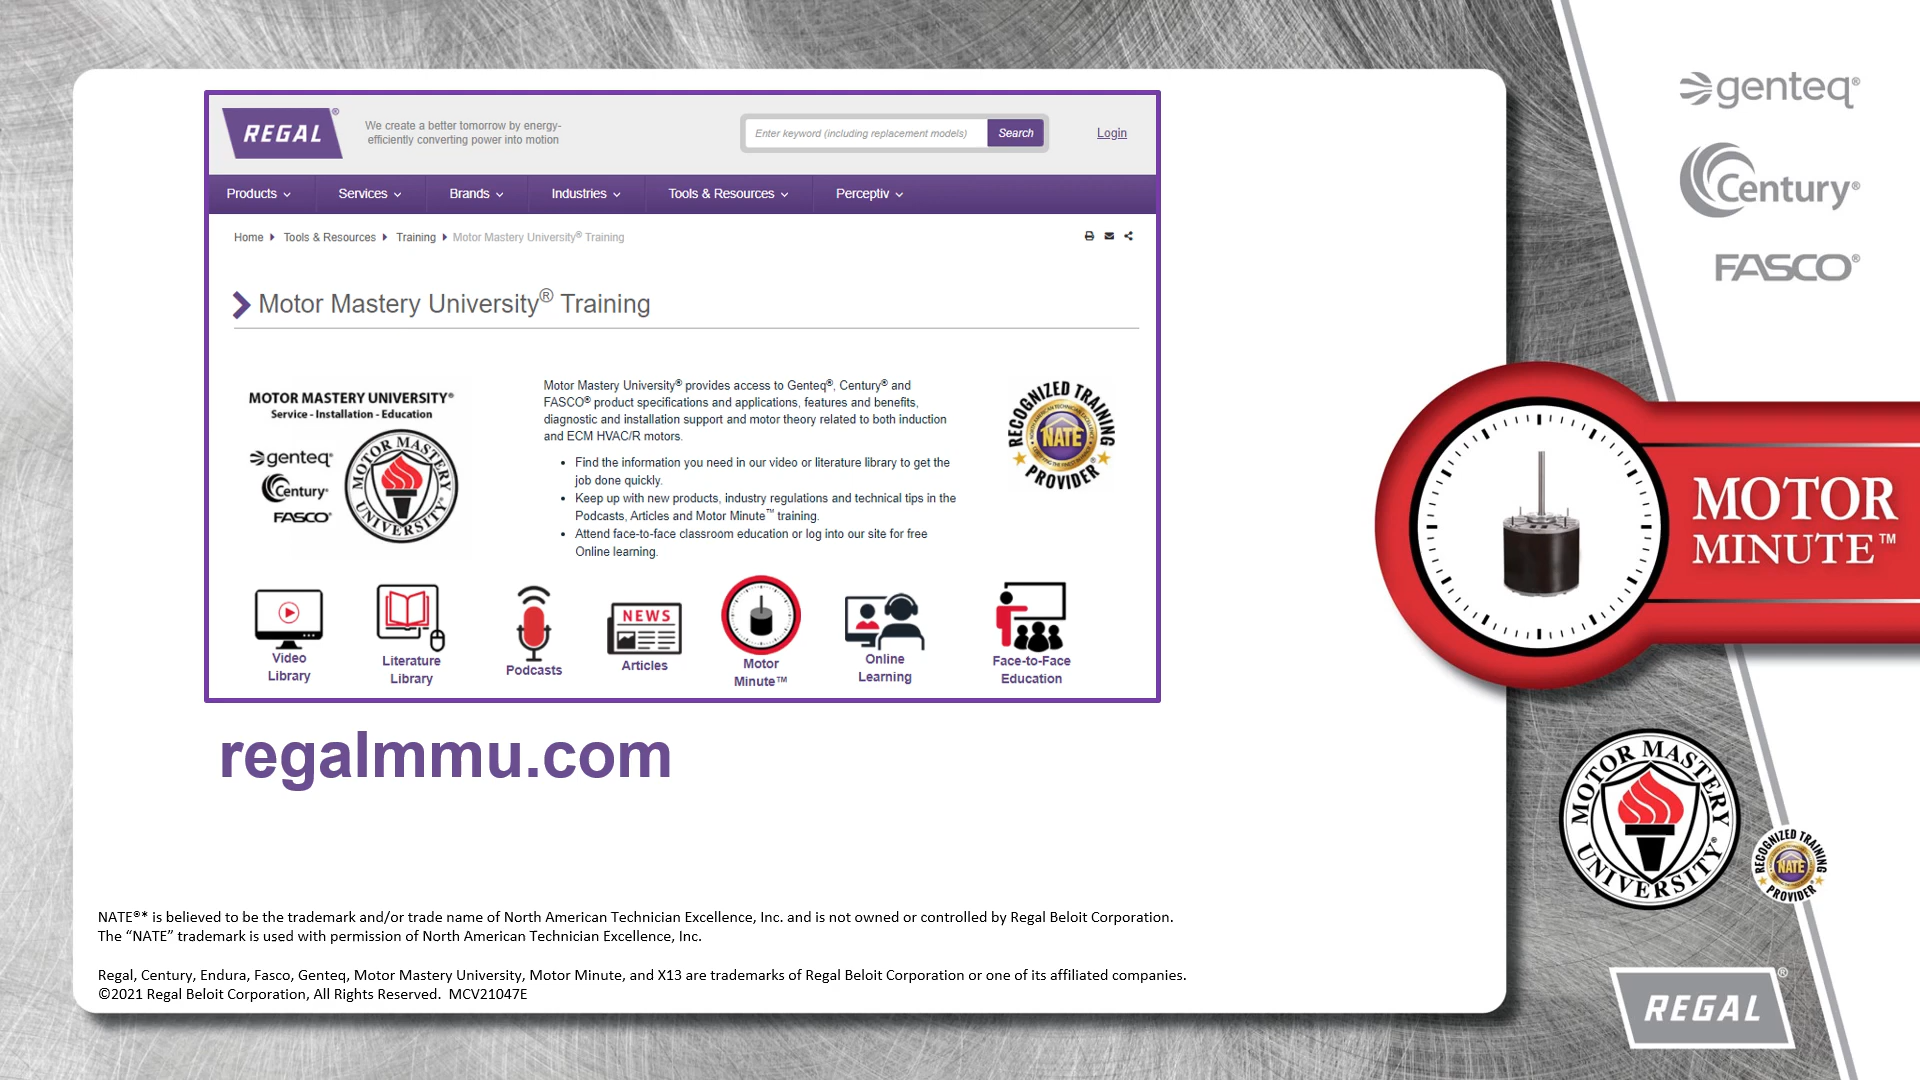 REGAL®
We create a better tomorrow by energy-
efficiently converting power into motion
Enter keyword (including replacement models)
Search
Login
Products
Services
Brands
Industries
Tools & Resources
Perceptiv
Home
Tools & Resources
Training
Motor Mastery University® Training
Motor Mastery University® Training
MOTOR MASTERY UNIVERSITY®
Service - Installation - Education
genteq®
Century®
FASCO®
MOTOR MASTERY UNIVERSITY®
Motor Mastery University® provides access to Genteq®, Century® and
FASCO® product specifications and applications, features and benefits,
diagnostic and installation support and motor theory related to both induction
and ECM HVAC/R motors.
• Find the information you need in our video or literature library to get the
job done quickly.
• Keep up with new products, industry regulations and technical tips in the
Podcasts, Articles and Motor Minute™ training.
• Attend face-to-face classroom education or log into our site for free
Online learning.
RECOGNIZED TRAINING
NATE
PROVIDER
Video
Library
Literature
Library
Podcasts
NEWS
Articles
Motor
Minute™
Online
Learning
Face-to-Face
Education
regalmmu.com
NATE®* is believed to be the trademark and/or trade name of North American Technician Excellence, Inc. and is not owned or controlled by Regal Beloit Corporation.
The “NATE” trademark is used with permission of North American Technician Excellence, Inc.
Regal, Century, Endura, Fasco, Genteq, Motor Mastery University, Motor Minute, and X13 are trademarks of Regal Beloit Corporation or one of its affiliated companies.
©2021 Regal Beloit Corporation, All Rights Reserved.  MCV21047E
genteq®
Century®
FASCO®
MOTOR
MINUTE™
MOTOR MASTERY UNIVERSITY®
RECOGNIZED TRAINING
NATE
PROVIDER
REGAL®